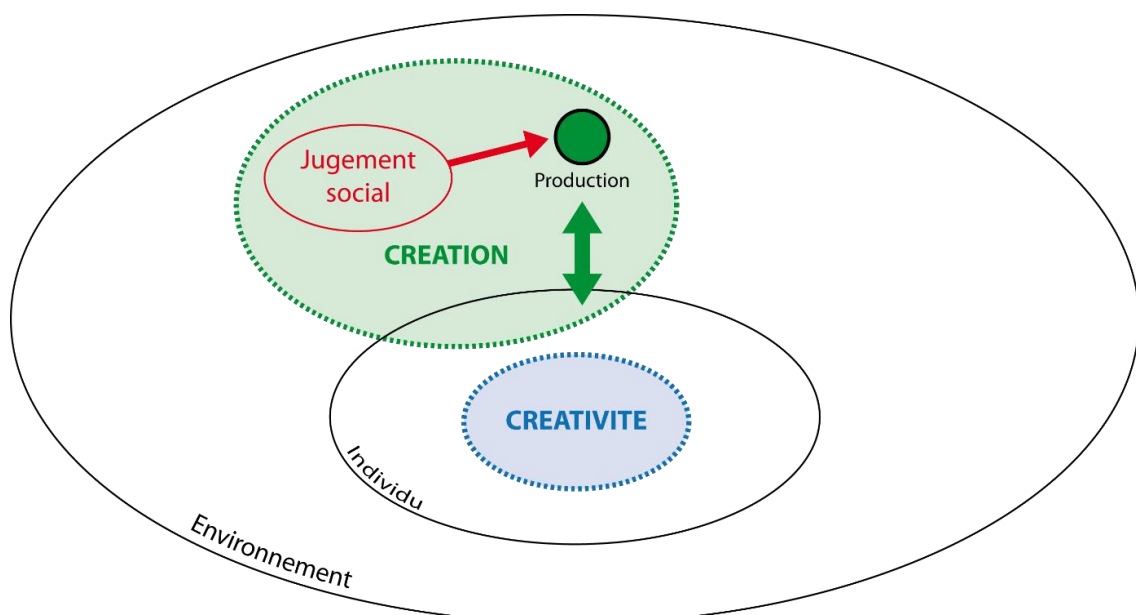 Jugement
social
Production
CREATION
CREATIVITE
Individu
Environnement